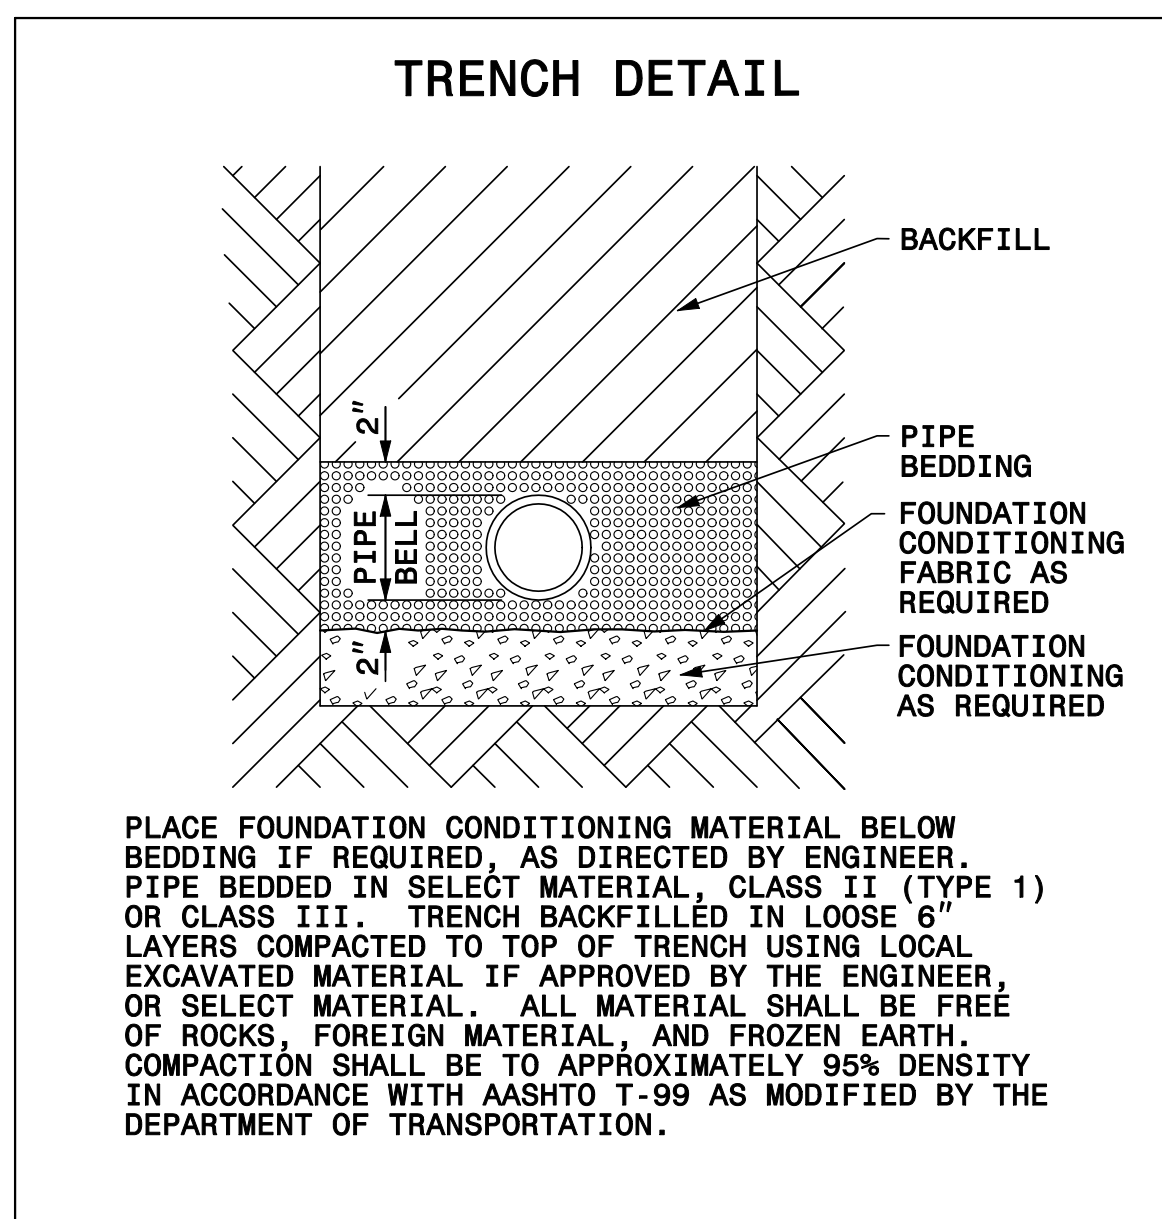 TRENCH DETAIL
BACKFILL
2"
PIPE
BEDDING
PIPE
BELL
FOUNDATION
CONDITIONING
FABRIC AS
REQUIRED
2"
FOUNDATION
CONDITIONING
AS REQUIRED
PLACE FOUNDATION CONDITIONING MATERIAL BELOW
BEDDING IF REQUIRED, AS DIRECTED BY ENGINEER.
PIPE BEDDED IN SELECT MATERIAL, CLASS II (TYPE 1)
OR CLASS III. TRENCH BACKFILLED IN LOOSE 6"
LAYERS COMPACTED TO TOP OF TRENCH USING LOCAL
EXCAVATED MATERIAL IF APPROVED BY THE ENGINEER,
OR SELECT MATERIAL. ALL MATERIAL SHALL BE FREE
OF ROCKS, FOREIGN MATERIAL, AND FROZEN EARTH.
COMPACTION SHALL BE TO APPROXIMATELY 95% DENSITY
IN ACCORDANCE WITH AASHTO T-99 AS MODIFIED BY THE
DEPARTMENT OF TRANSPORTATION.